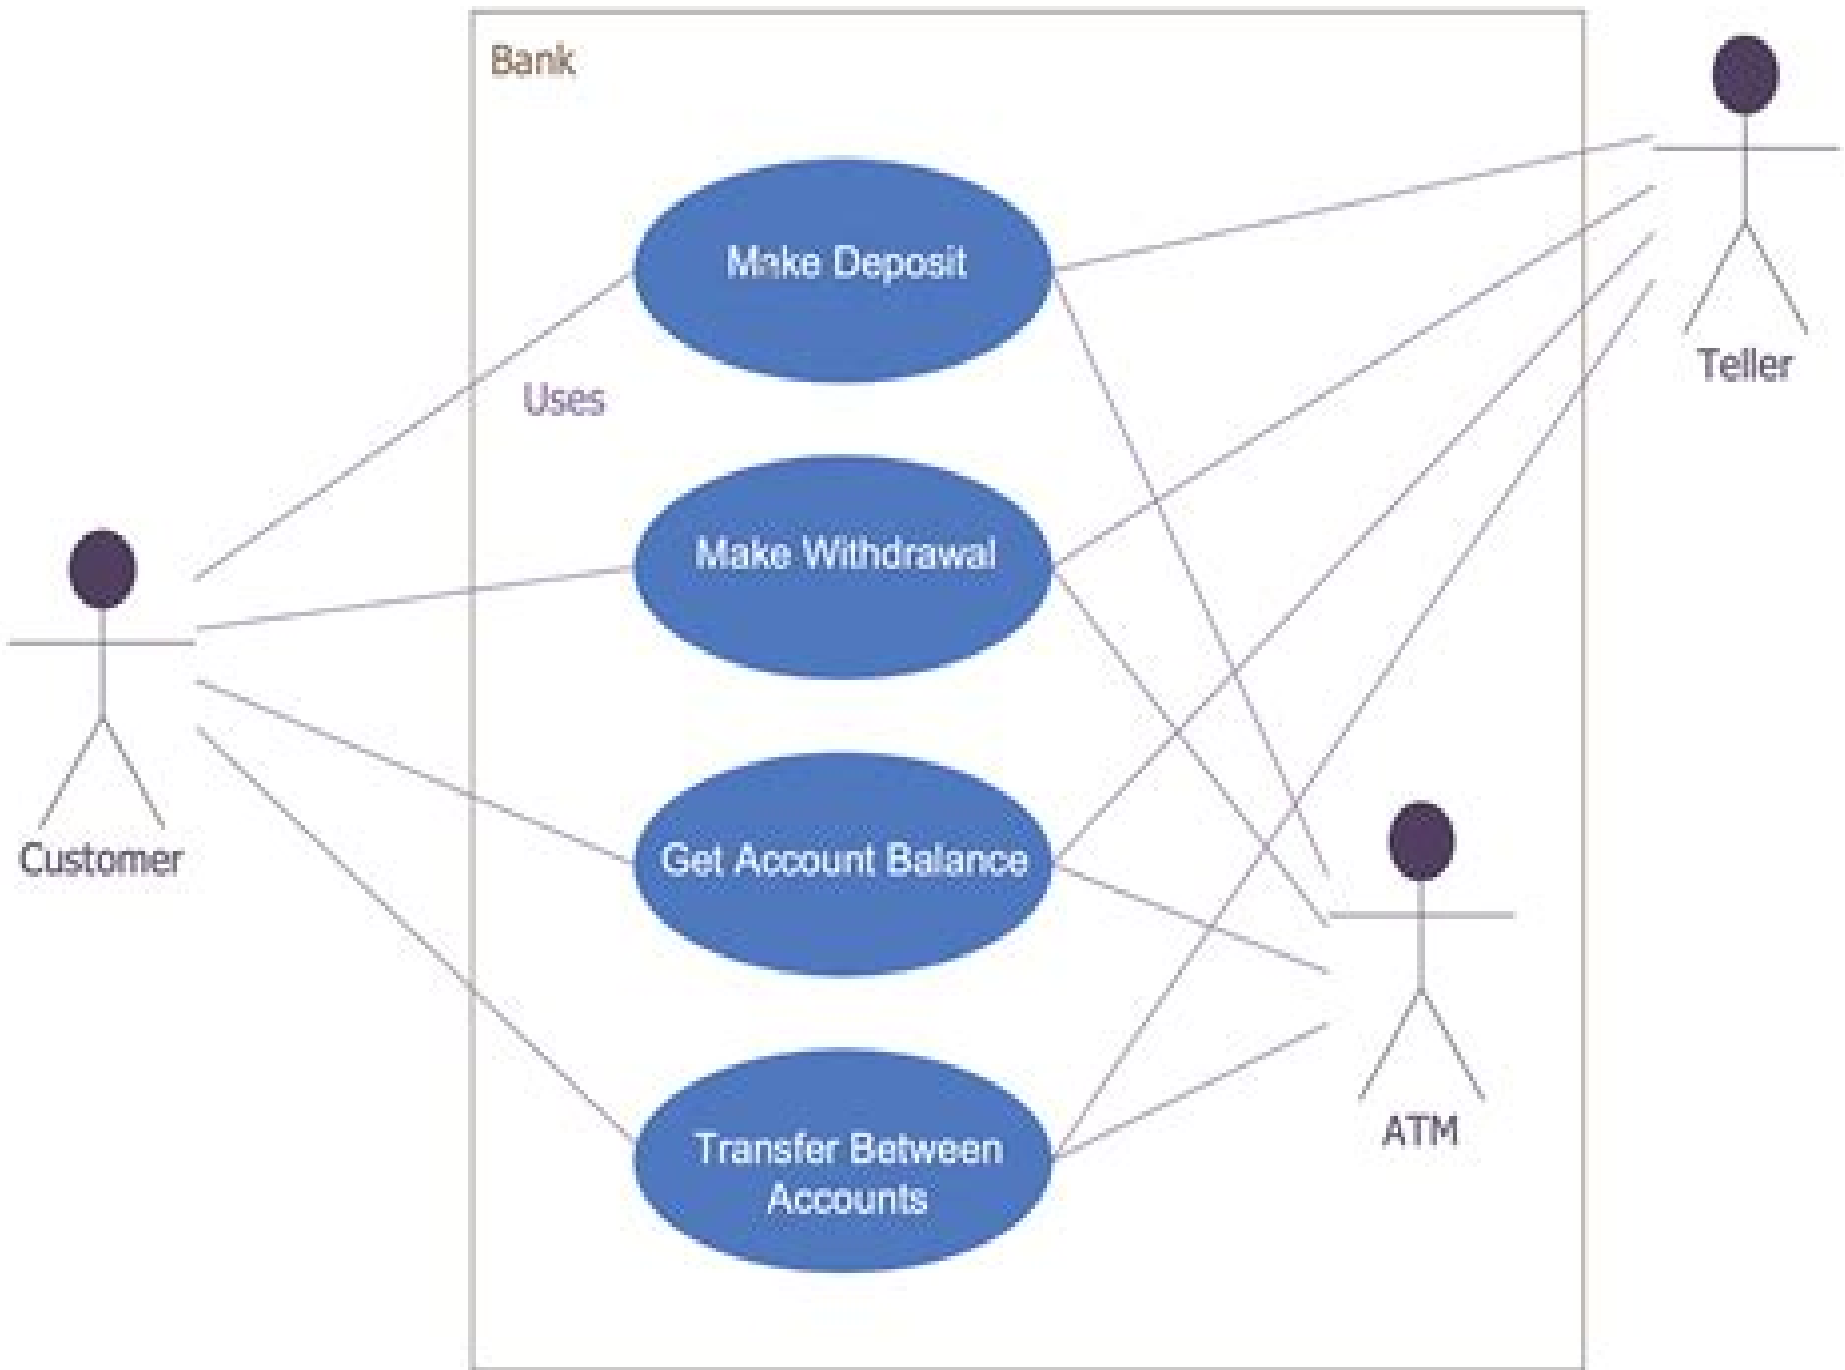 Bank
Make Deposit
Uses
Teller
Make Withdrawal
Customer
Get Account Balance
ATM
Transfer Between
Accounts